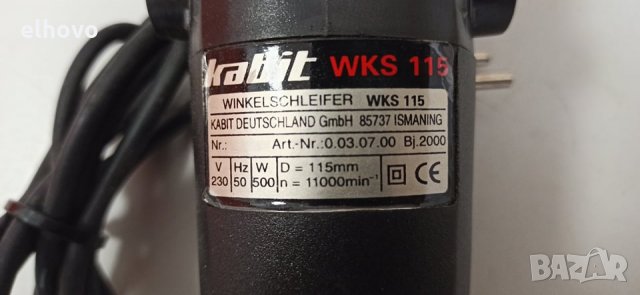 elhovo
kabit WKS 115
WINKELSCHLEIFER WKS 115
KABIT DEUTSCHLAND GmbH 85737 ISMANING
Nr.: Art.-Nr.:0.03.07.00 Bj.2000
V Hz W D = 115mm
230 50 500 n = 11000min⁻¹ CE
BAZAR